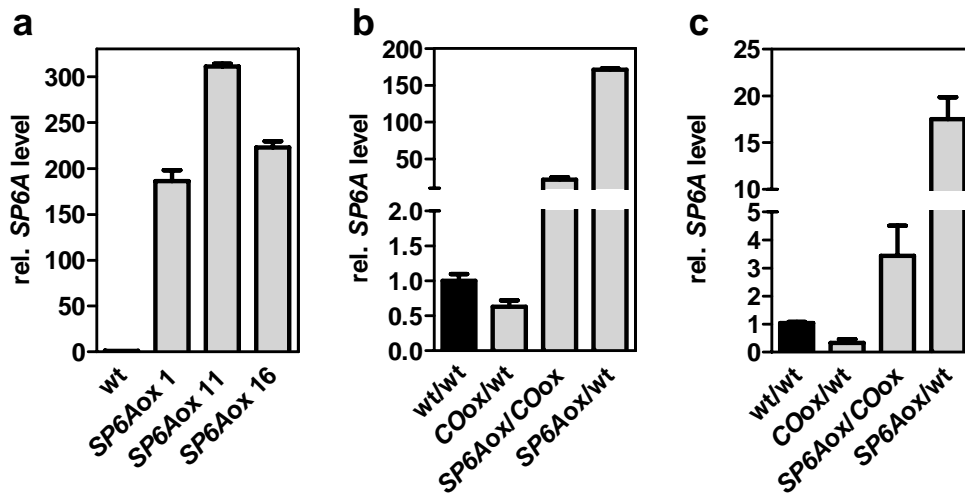 a
rel. SP6A level
300
250
200
150
100
50
0
wt
SP6Aox 1
SP6Aox 11
SP6Aox 16
b
rel. SP6A level
200
150
100
50
2.0
1.5
1.0
0.5
0.0
wt/wt
COox/wt
SP6Aox/COox
SP6Aox/wt
c
rel. SP6A level
25
20
15
10
5
4
3
2
1
0
wt/wt
COox/wt
SP6Aox/COox
SP6Aox/wt